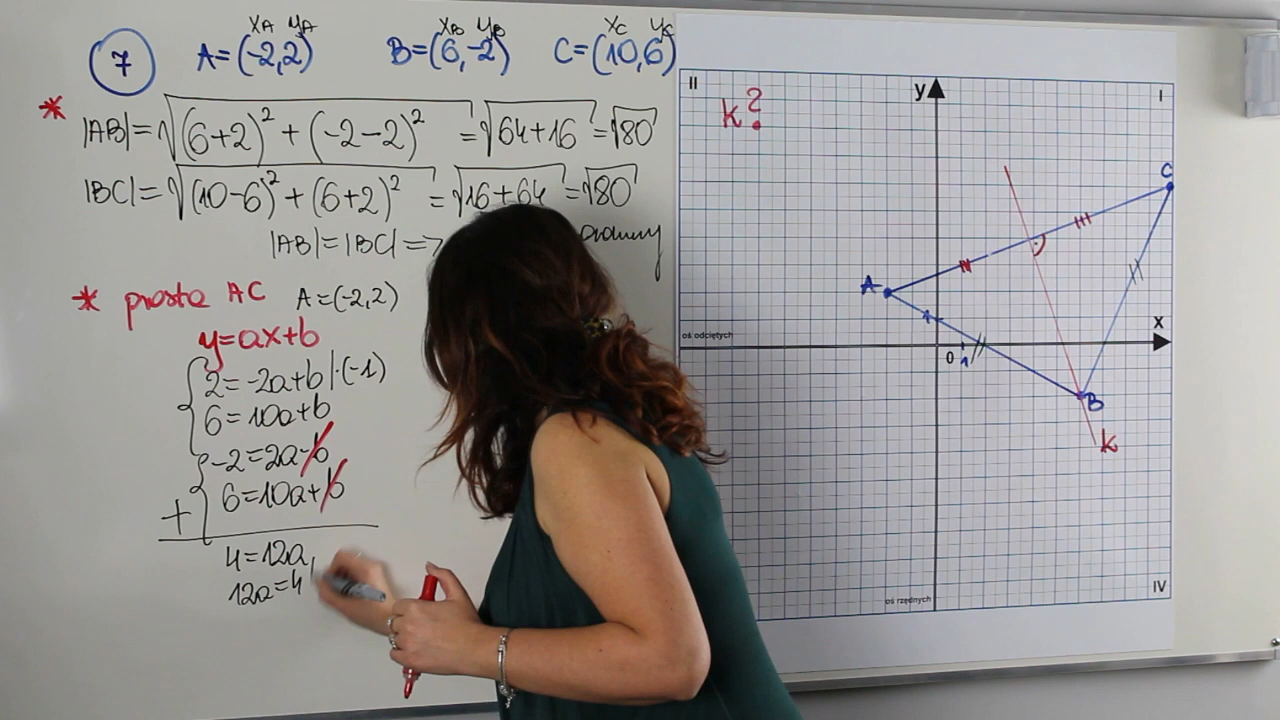 7 A=(-2,2) B=(6,-2) C=(10,6)
xA yA xB yB xC yC
* |AB|=√(6+2)²+(-2-2)² =√64+16=√80
|BC|=√(10-6)²+(6+2)² =√16+64=√80
|AB|=|BC|=>
* prosta AC A=(-2,2)
y=ax+b
2=-2a+b|·(-1)
6=10a+b
-2=2a-b
+ 6=10a+b
4=12a
12a=4
II
k?
y
I
C
A
1
oś odciętych
x
0 1
B
k
oś rzędnych
IV